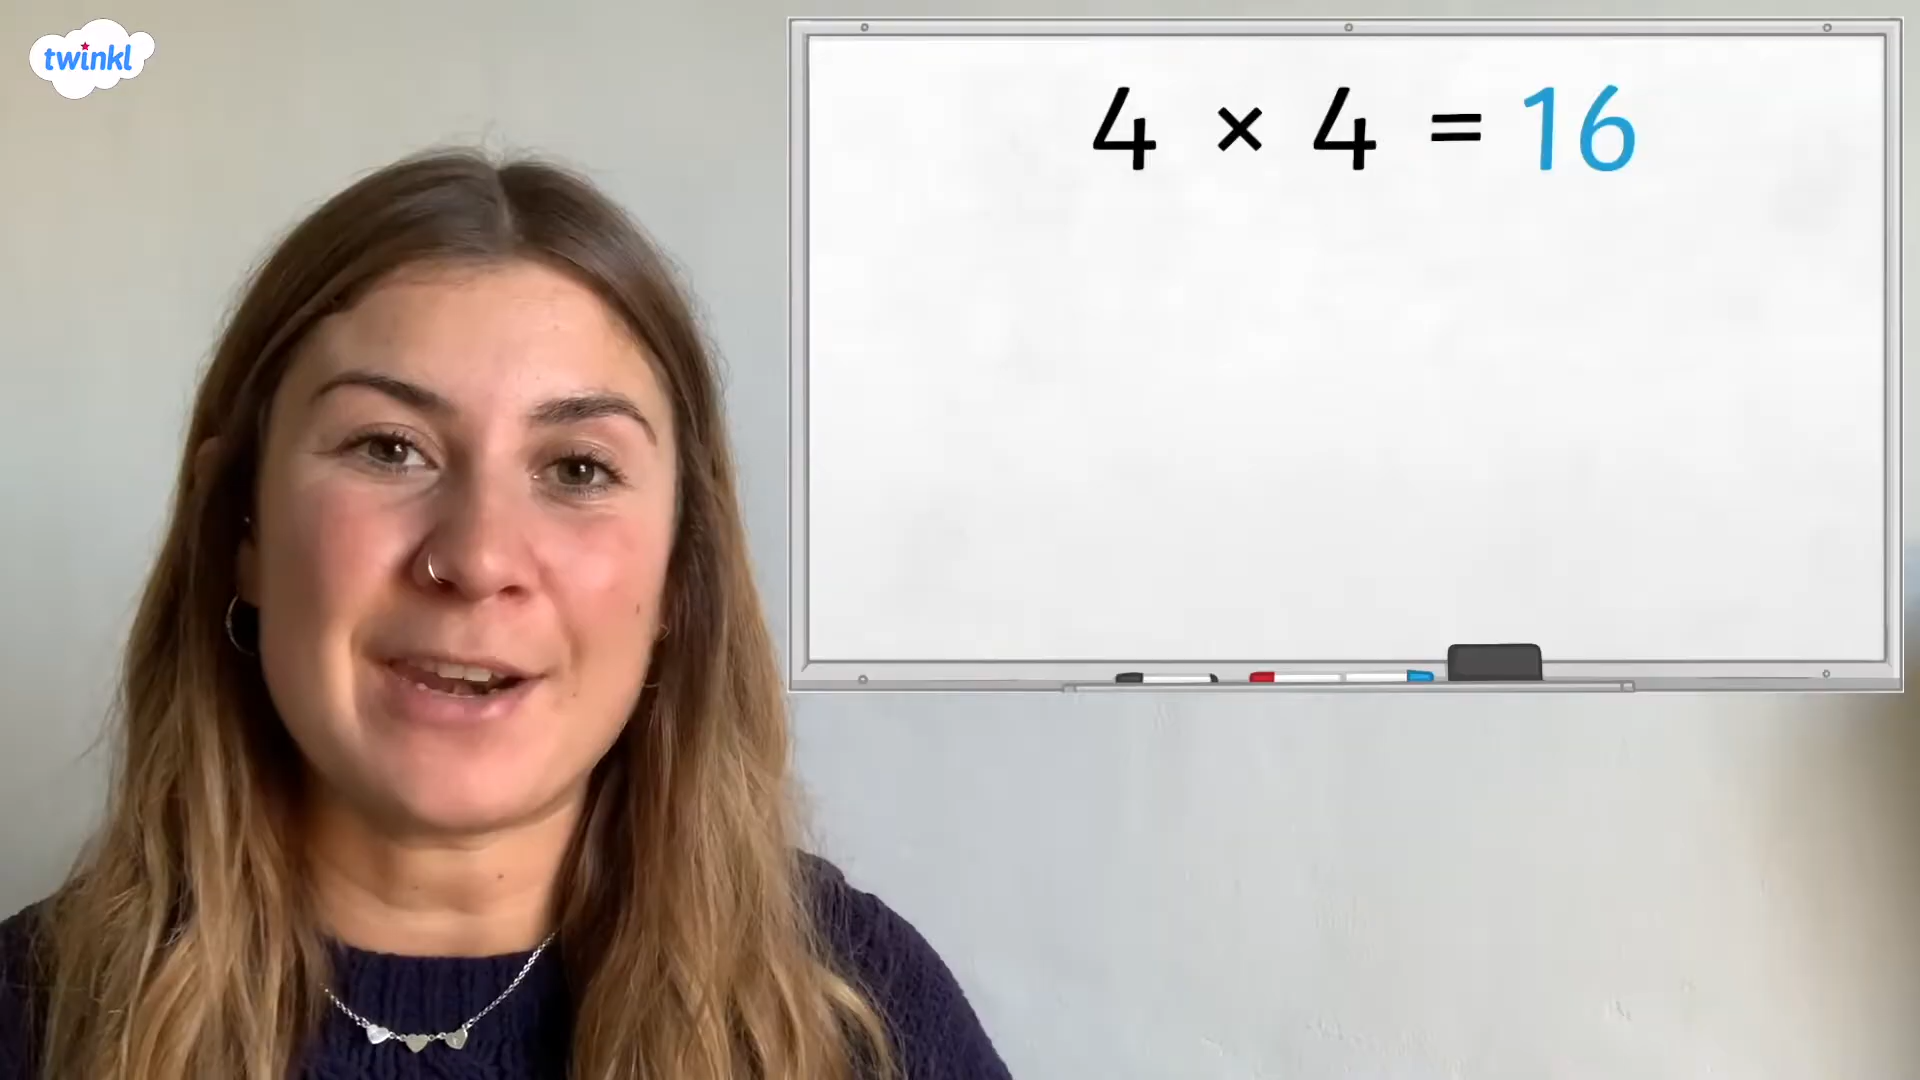 twinkl
4 × 4 = 16